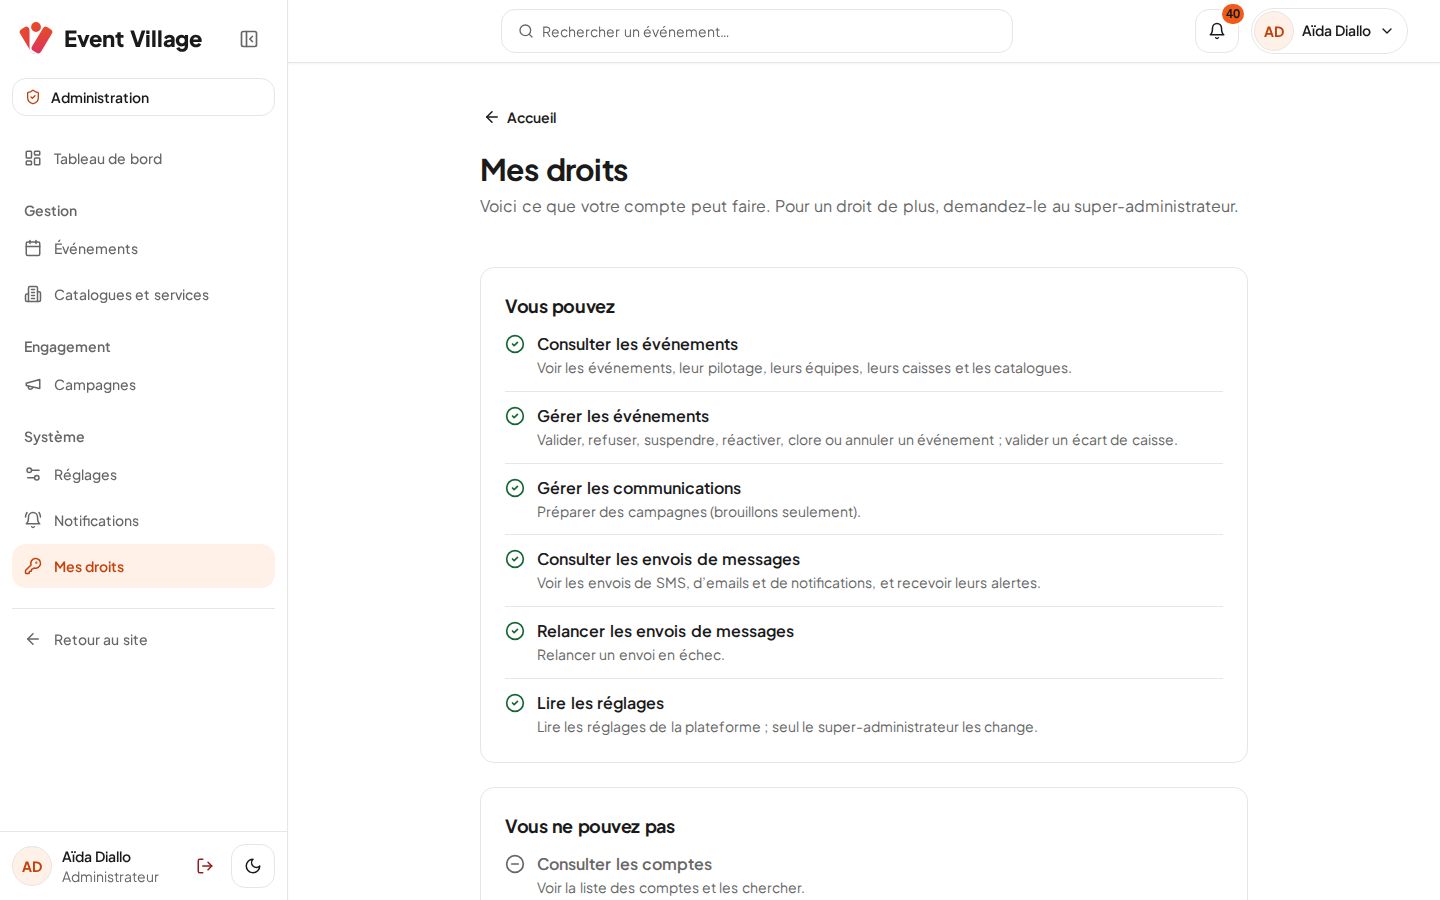 Event Village
Administration
Tableau de bord
Gestion
Événements
Catalogues et services
Engagement
Campagnes
Système
Réglages
Notifications
Mes droits
Retour au site
AD
Aïda Diallo
Administrateur
Rechercher un événement…
40
AD
Aïda Diallo
Accueil
Mes droits
Voici ce que votre compte peut faire. Pour un droit de plus, demandez-le au super-administrateur.
Vous pouvez
Consulter les événements
Voir les événements, leur pilotage, leurs équipes, leurs caisses et les catalogues.
Gérer les événements
Valider, refuser, suspendre, réactiver, clore ou annuler un événement ; valider un écart de caisse.
Gérer les communications
Préparer des campagnes (brouillons seulement).
Consulter les envois de messages
Voir les envois de SMS, d’emails et de notifications, et recevoir leurs alertes.
Relancer les envois de messages
Relancer un envoi en échec.
Lire les réglages
Lire les réglages de la plateforme ; seul le super-administrateur les change.
Vous ne pouvez pas
Consulter les comptes
Voir la liste des comptes et les chercher.